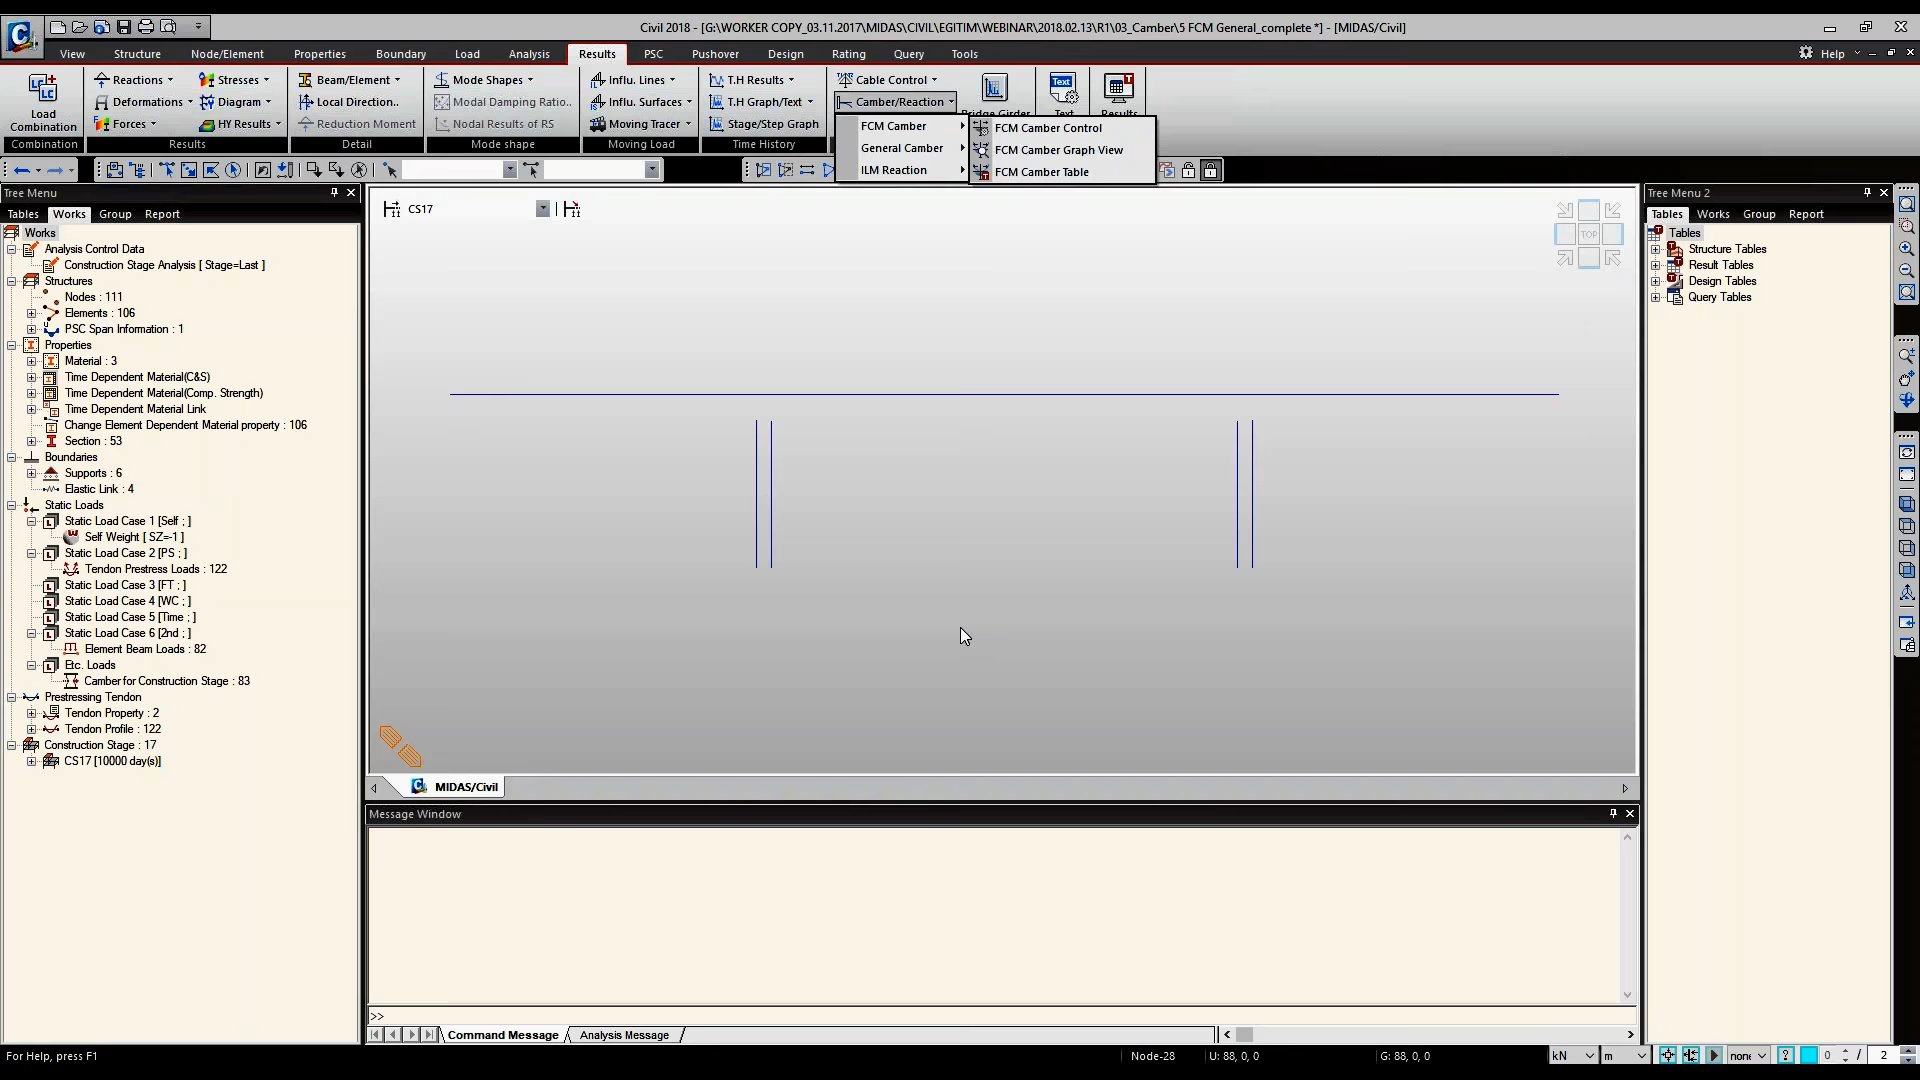 Civil 2018 - [G:\WORKER COPY_03.11.2017\MIDAS\CIVIL\EGITIM\WEBINAR\2018.02.13\R1\03_Camber\5 FCM General_complete *] - [MIDAS/Civil]
View Structure Node/Element Properties Boundary Load Analysis Results PSC Pushover Design Rating Query Tools Help
Load
Combination
Combination
Reactions Stresses
Deformations Diagram
Forces HY Results
Results
Beam/Element
Local Direction..
Reduction Moment
Detail
Mode Shapes
Modal Damping Ratio..
Nodal Results of RS
Mode shape
Influ. Lines
Influ. Surfaces
Moving Tracer
Moving Load
T.H Results
T.H Graph/Text
Stage/Step Graph
Time History
Cable Control
Camber/Reaction
Text
FCM Camber
General Camber
ILM Reaction
FCM Camber Control
FCM Camber Graph View
FCM Camber Table
Tree Menu
Tables Works Group Report
Works
Analysis Control Data
Construction Stage Analysis [ Stage=Last ]
Structures
Nodes : 111
Elements : 106
PSC Span Information : 1
Properties
Material : 3
Time Dependent Material(C&S)
Time Dependent Material(Comp. Strength)
Time Dependent Material Link
Change Element Dependent Material property : 106
Section : 53
Boundaries
Supports : 6
Elastic Link : 4
Static Loads
Static Load Case 1 [Self ; ]
Self Weight [ SZ=-1 ]
Static Load Case 2 [PS ; ]
Tendon Prestress Loads : 122
Static Load Case 3 [FT ; ]
Static Load Case 4 [WC ; ]
Static Load Case 5 [Time ; ]
Static Load Case 6 [2nd ; ]
Element Beam Loads : 82
Etc. Loads
Camber for Construction Stage : 83
Prestressing Tendon
Tendon Property : 2
Tendon Profile : 122
Construction Stage : 17
CS17 [10000 day(s)]
CS17
TOP
MIDAS/Civil
Message Window
>>
Command Message Analysis Message
Tree Menu 2
Tables Works Group Report
Tables
Structure Tables
Result Tables
Design Tables
Query Tables
For Help, press F1
Node-28 U: 88, 0, 0 G: 88, 0, 0 kN m none 0 / 2